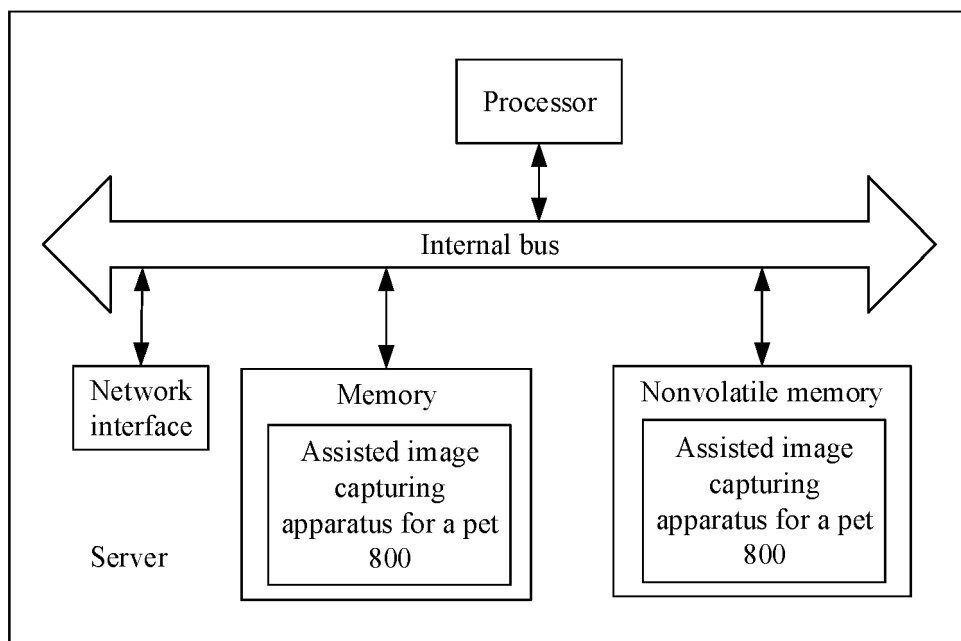 Processor
Internal bus
Network
interface
Memory
Assisted image
capturing
apparatus for a pet
800
Nonvolatile memory
Assisted image
capturing
apparatus for a pet
800
Server